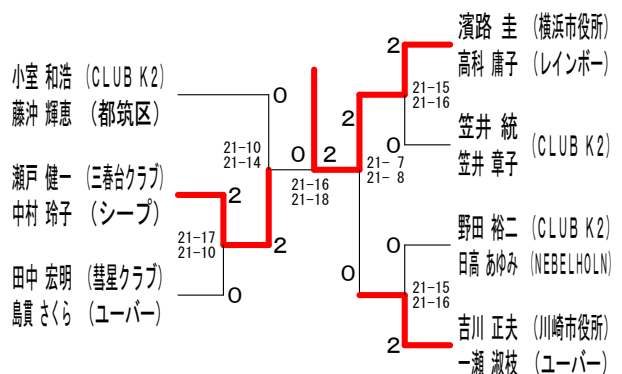 小室 和浩 (CLUB K2)
藤沖 輝恵 (都筑区)
0
21-10
21-14
瀬戸 健一 (三春台クラブ)
中村 玲子 (シープ)
2
21-17
21-10
2
田中 宏明 (彗星クラブ)
島貫 さくら (ユーバー)
0
0 2
21-16
21-18
濱路 圭 (横浜市役所)
高科 庸子 (レインボー)
2
21-15
21-16
2
笠井 統
笠井 章子
(CLUB K2)
0
21- 7
21- 8
野田 裕二 (CLUB K2)
日高 あゆみ (NEBELHOLN)
0
0
21-15
21-16
吉川 正夫 (川崎市役所)
一瀬 淑枝 (ユーバー)
2